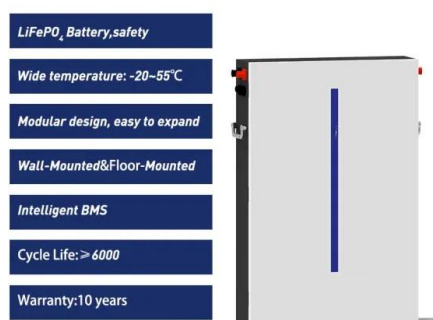 LiFePO₄ Battery,safety
Wide temperature: -20~55℃
Modular design, easy to expand
Wall-Mounted&Floor-Mounted
Intelligent BMS
Cycle Life:≥6000
Warranty:10 years